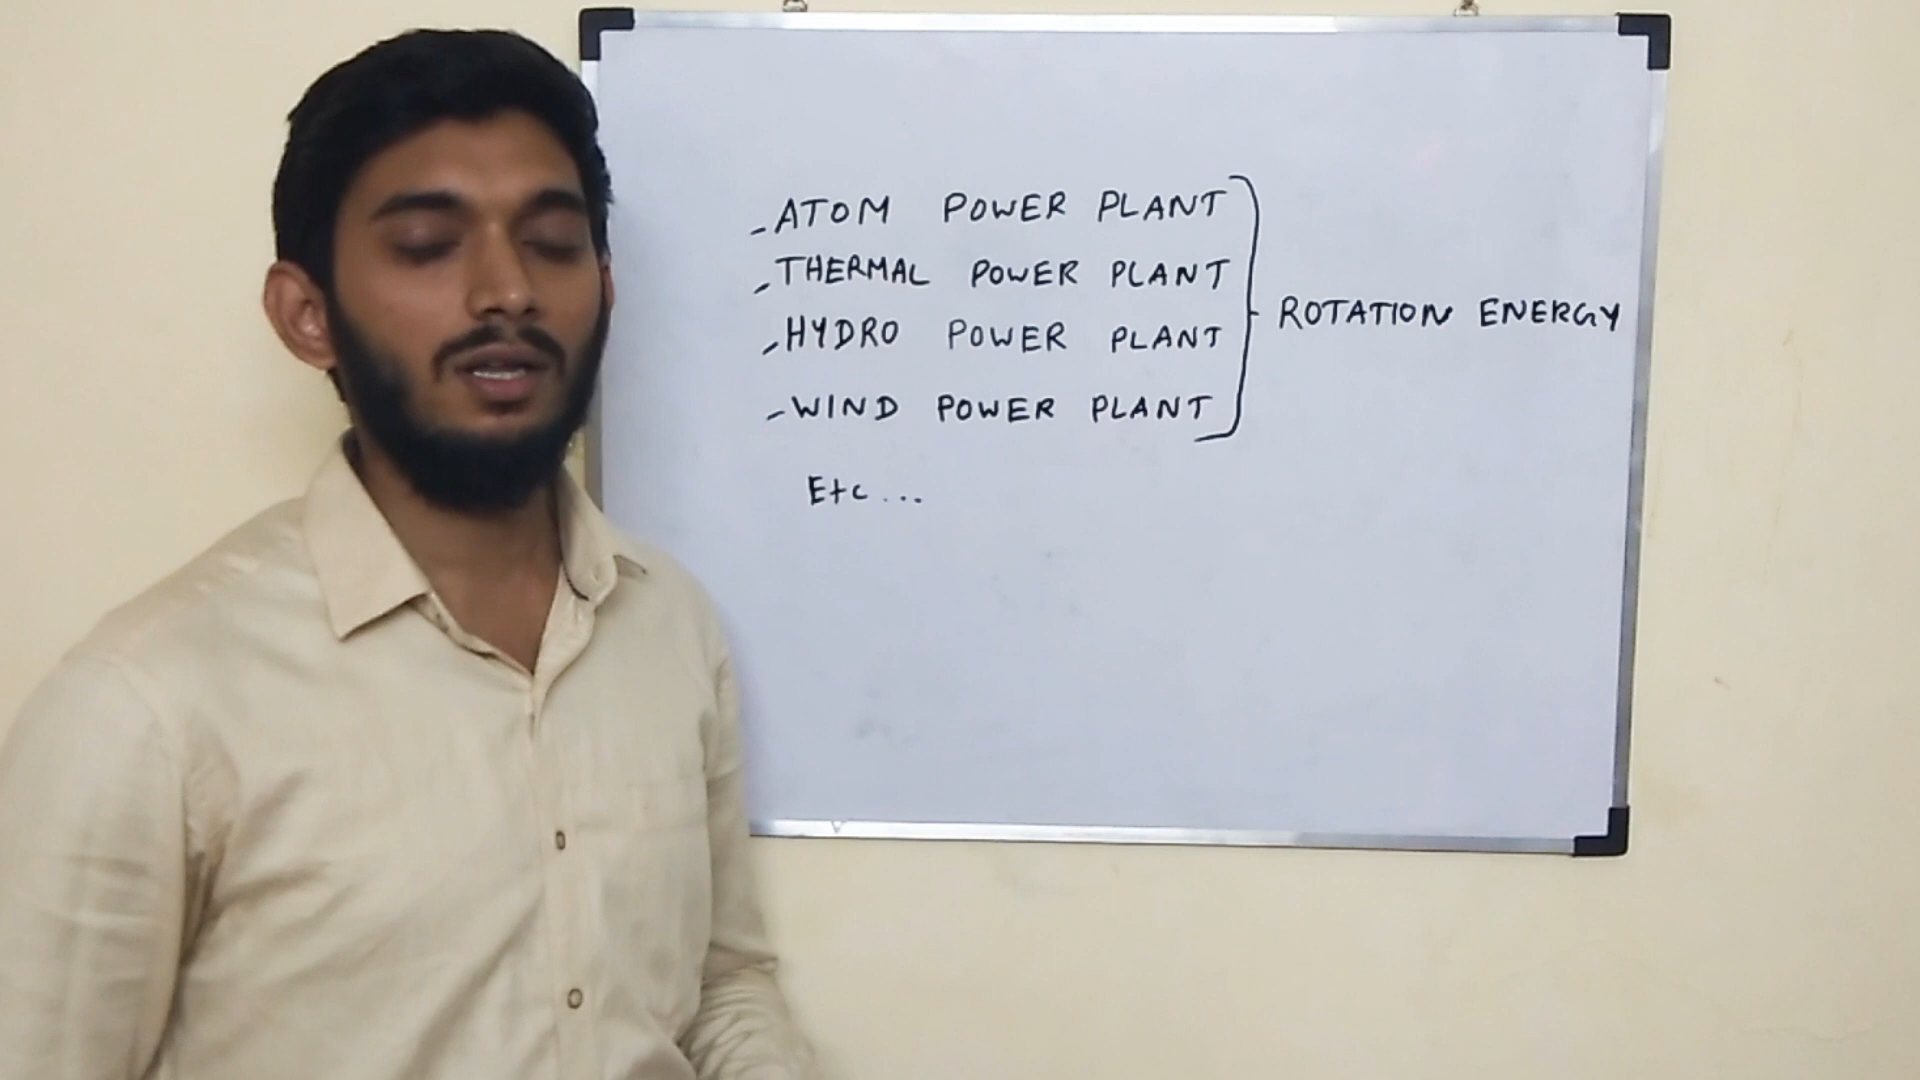 - ATOM POWER PLANT
- THERMAL POWER PLANT
- HYDRO POWER PLANT
- WIND POWER PLANT
ROTATION ENERGY
Etc ...